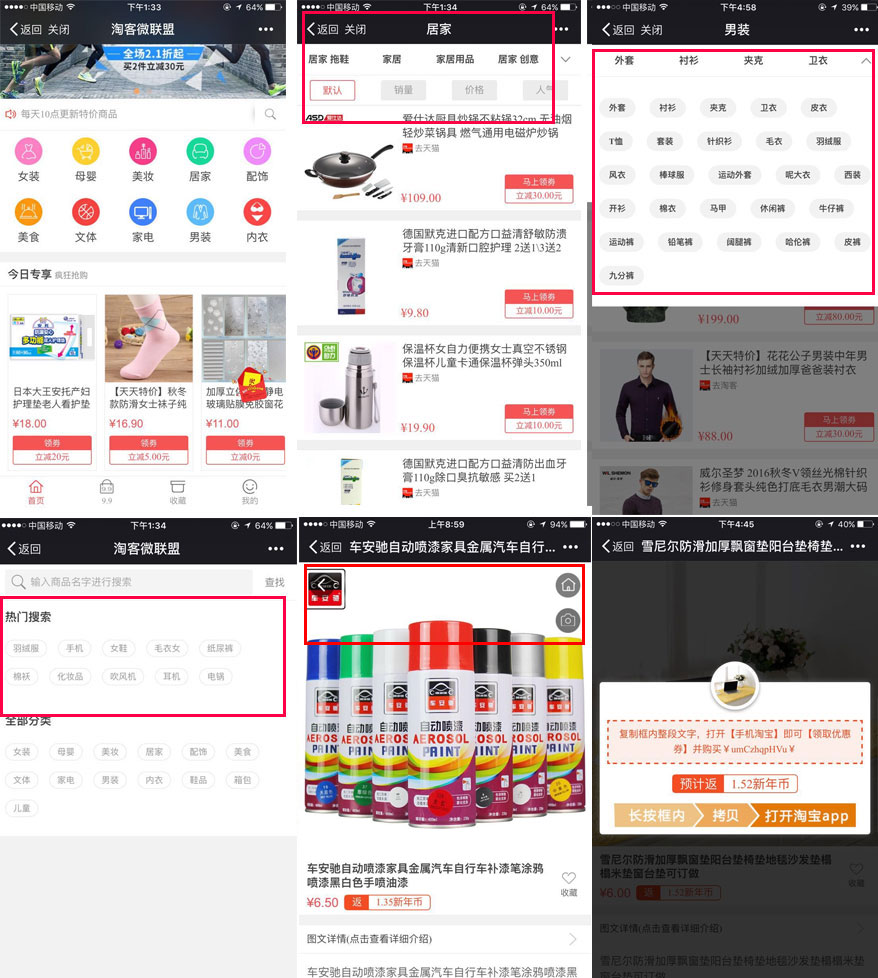 中国移动 下午1:33 64%
返回 关闭 淘客微联盟
全场2.1折起
买2件立减30元
每天10点更新特价商品
女装 母婴 美妆 居家 配饰
美食 文体 家电 男装 内衣
今日专享 疯狂抢购
日本大王安托产妇护理垫老人看护垫
¥18.00
领券
立减20元
【天天特价】秋冬款防滑女士袜子纯
¥16.90
领券
立减5.00元
¥11.00
领券
立减0元
首页 9.9 收藏 我的
中国移动 下午1:34 64%
返回 关闭 居家
居家 拖鞋 家居 居家用品 居家 创意
默认 销量 价格 人气
爱仕达厨具炒锅不粘锅32cm 无油烟
轻炒菜锅具 燃气通用电磁炉炒锅
去天猫
¥109.00
马上领券
立减30.00元
德国默克进口配方口益清舒敏防渍
牙膏110g清新口腔护理 2送1\3送2
去天猫
¥9.80
马上领券
立减10.00元
保温杯女自力便携女士真空不锈钢
保温杯儿童卡通保温杯弹头350ml
去天猫
¥19.90
马上领券
立减10.00元
德国默克进口配方口益清防出血牙
膏110g除口臭抗敏感 买2送1
去天猫
中国移动 下午4:58 39%
返回 关闭 男装
外套 衬衫 夹克 卫衣
外套 衬衫 夹克 卫衣 皮衣
T恤 套装 针织衫 毛衣 羽绒服
风衣 棒球服 运动外套 呢大衣 西装
开衫 棉衣 马甲 休闲裤 牛仔裤
运动裤 铅笔裤 阔腿裤 哈伦裤 皮裤
九分裤
¥199.00
立减80.00元
【天天特价】花花公子男装中年男
士长袖衬衫加绒加厚爸爸装衬衣
去淘客
¥88.00
马上领券
立减30.00元
威尔圣梦 2016秋冬V领丝光棉针织
衫修身套头纯色打底毛衣男潮大码
去天猫
中国移动 下午1:34 64%
返回 淘客微联盟
输入商品名字进行搜索 查找
热门搜索
羽绒服 手机 女鞋 毛衣女 纸尿裤
棉袄 化妆品 吹风机 耳机 电锅
全部分类
女装 母婴 美妆 居家 配饰 美食
文体 家电 男装 内衣 鞋品 箱包
儿童
中国移动 上午8:59 94%
返回 车安驰自动喷漆家具金属汽车自行...
车安驰
自动喷漆
AEROSOL
PAINT
车安驰自动喷漆家具金属汽车自行车补漆笔涂鸦
喷漆黑白色手喷油漆
¥6.50 返 1.35新年币
收藏
图文详情(点击查看详细介绍)
车安驰自动喷漆家具金属汽车自行车补漆笔涂鸦喷漆黑
中国移动 下午4:45 40%
返回 雪尼尔防滑加厚飘窗垫阳台垫椅垫...
复制框内整段文字，打开【手机淘宝】即可【领取优惠
券】并购买¥umCzhqpHVu¥
预计返 1.52新年币
长按框内 拷贝 打开淘宝app
雪尼尔防滑加厚飘窗垫阳台垫椅垫地毯沙发垫榻
榻米垫窗台垫可订做
¥6.00 返 1.52新年币
收藏
图文详情(点击查看详细介绍)
雪尼尔防滑加厚飘窗垫阳台垫椅垫地毯沙发垫榻榻米垫
窗台垫可订做